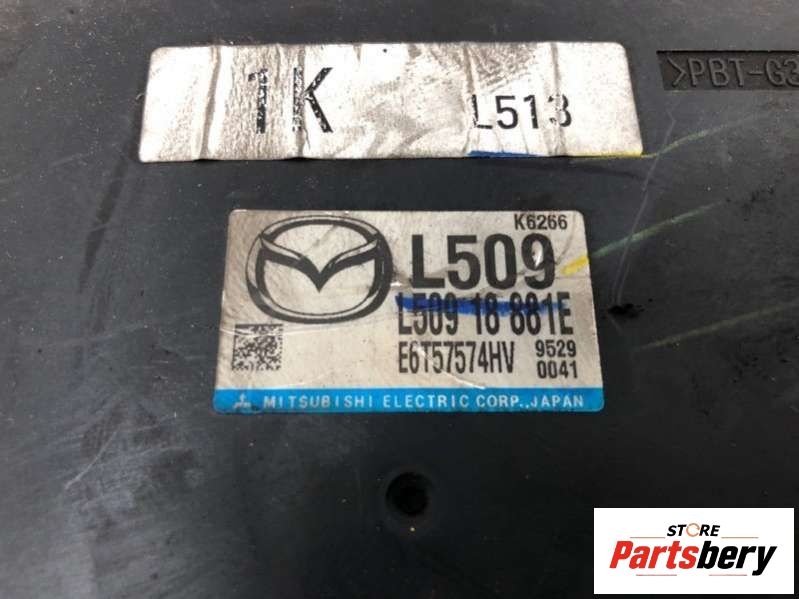 1K L513
>PBT-G3
K6266
L509
L509 18 881E
E6T57574HV 9529
0041
MITSUBISHI ELECTRIC CORP., JAPAN
STORE
Partsbery